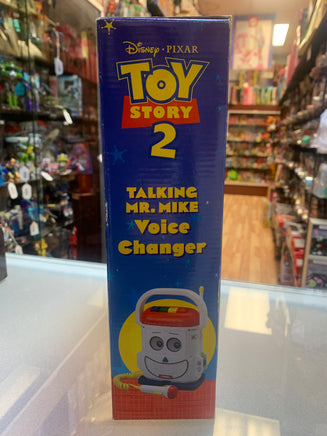 Disney · PIXAR
TOY
STORY
2
TALKING
MR. MIKE
Voice
Changer